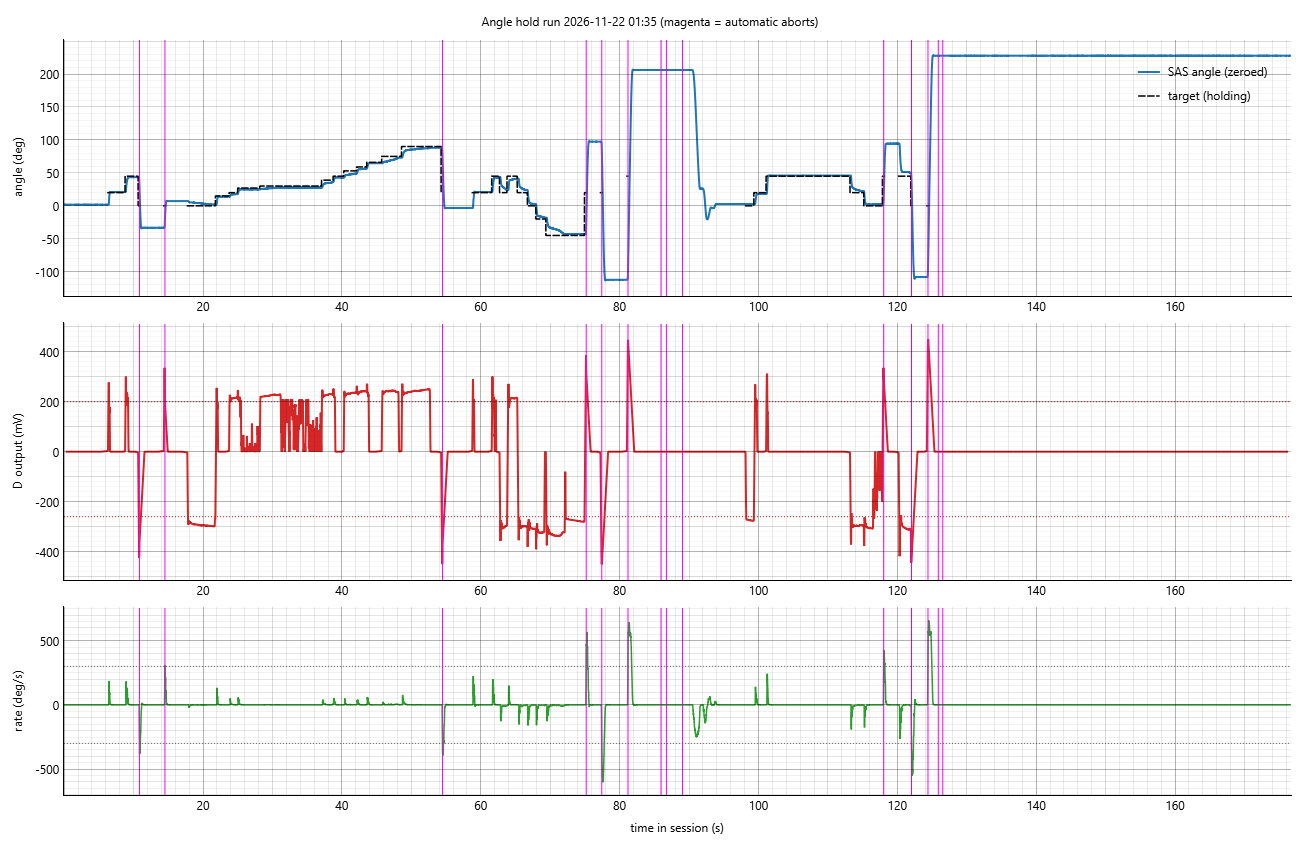 Angle hold run 2026-11-22 01:35 (magenta = automatic aborts)
angle (deg)
200
150
100
50
0
-50
-100
SAS angle (zeroed)
target (holding)
20 40 60 80 100 120 140 160
D output (mV)
400
200
0
-200
-400
20 40 60 80 100 120 140 160
rate (deg/s)
500
0
-500
20 40 60 80 100 120 140 160
time in session (s)